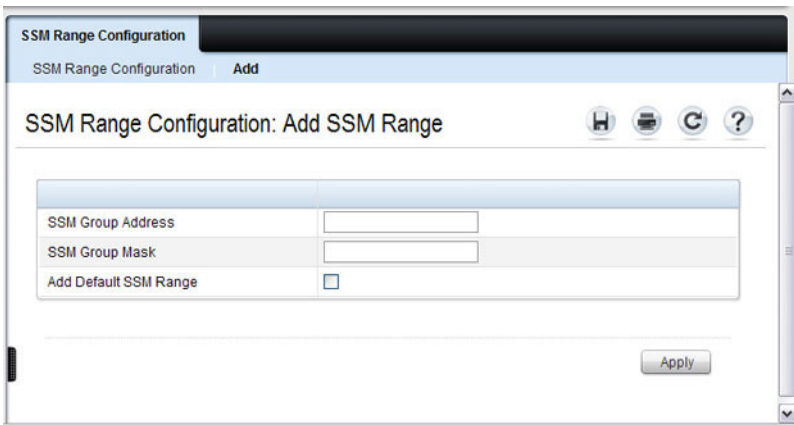 SSM Range Configuration
SSM Range Configuration Add
SSM Range Configuration: Add SSM Range
SSM Group Address
SSM Group Mask
Add Default SSM Range
Apply